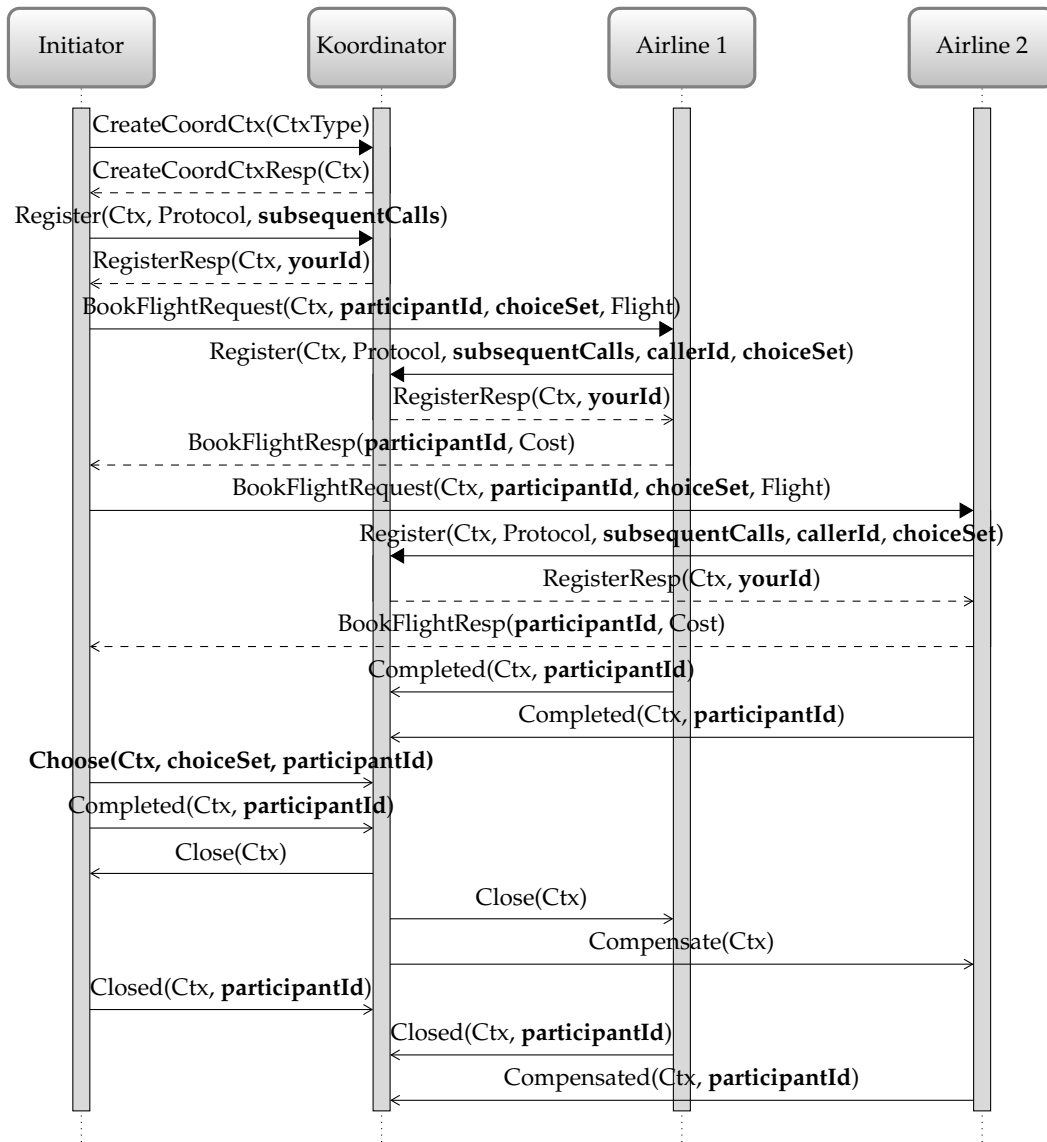 Initiator
Koordinator
Airline 1
Airline 2
CreateCoordCtx(CtxType)
CreateCoordCtxResp(Ctx)
Register(Ctx, Protocol, subsequentCalls)
RegisterResp(Ctx, yourId)
BookFlightRequest(Ctx, participantId, choiceSet, Flight)
Register(Ctx, Protocol, subsequentCalls, callerId, choiceSet)
RegisterResp(Ctx, yourId)
BookFlightResp(participantId, Cost)
BookFlightRequest(Ctx, participantId, choiceSet, Flight)
Register(Ctx, Protocol, subsequentCalls, callerId, choiceSet)
RegisterResp(Ctx, yourId)
BookFlightResp(participantId, Cost)
Completed(Ctx, participantId)
Completed(Ctx, participantId)
Choose(Ctx, choiceSet, participantId)
Completed(Ctx, participantId)
Close(Ctx)
Close(Ctx)
Compensate(Ctx)
Closed(Ctx, participantId)
Closed(Ctx, participantId)
Compensated(Ctx, participantId)